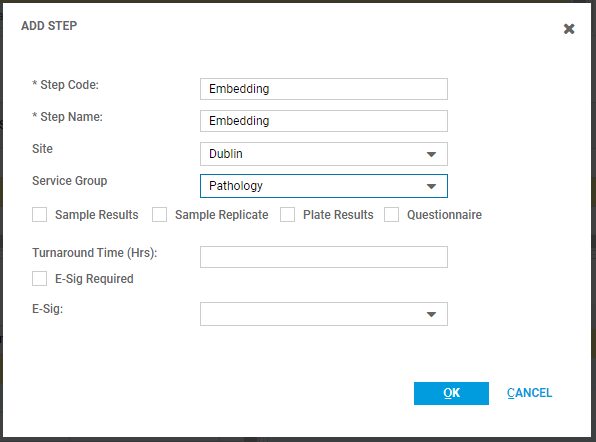 ADD STEP
* Step Code: Embedding
* Step Name: Embedding
Site Dublin
Service Group Pathology
Sample Results Sample Replicate Plate Results Questionnaire
Turnaround Time (Hrs):
E-Sig Required
E-Sig:
OK CANCEL